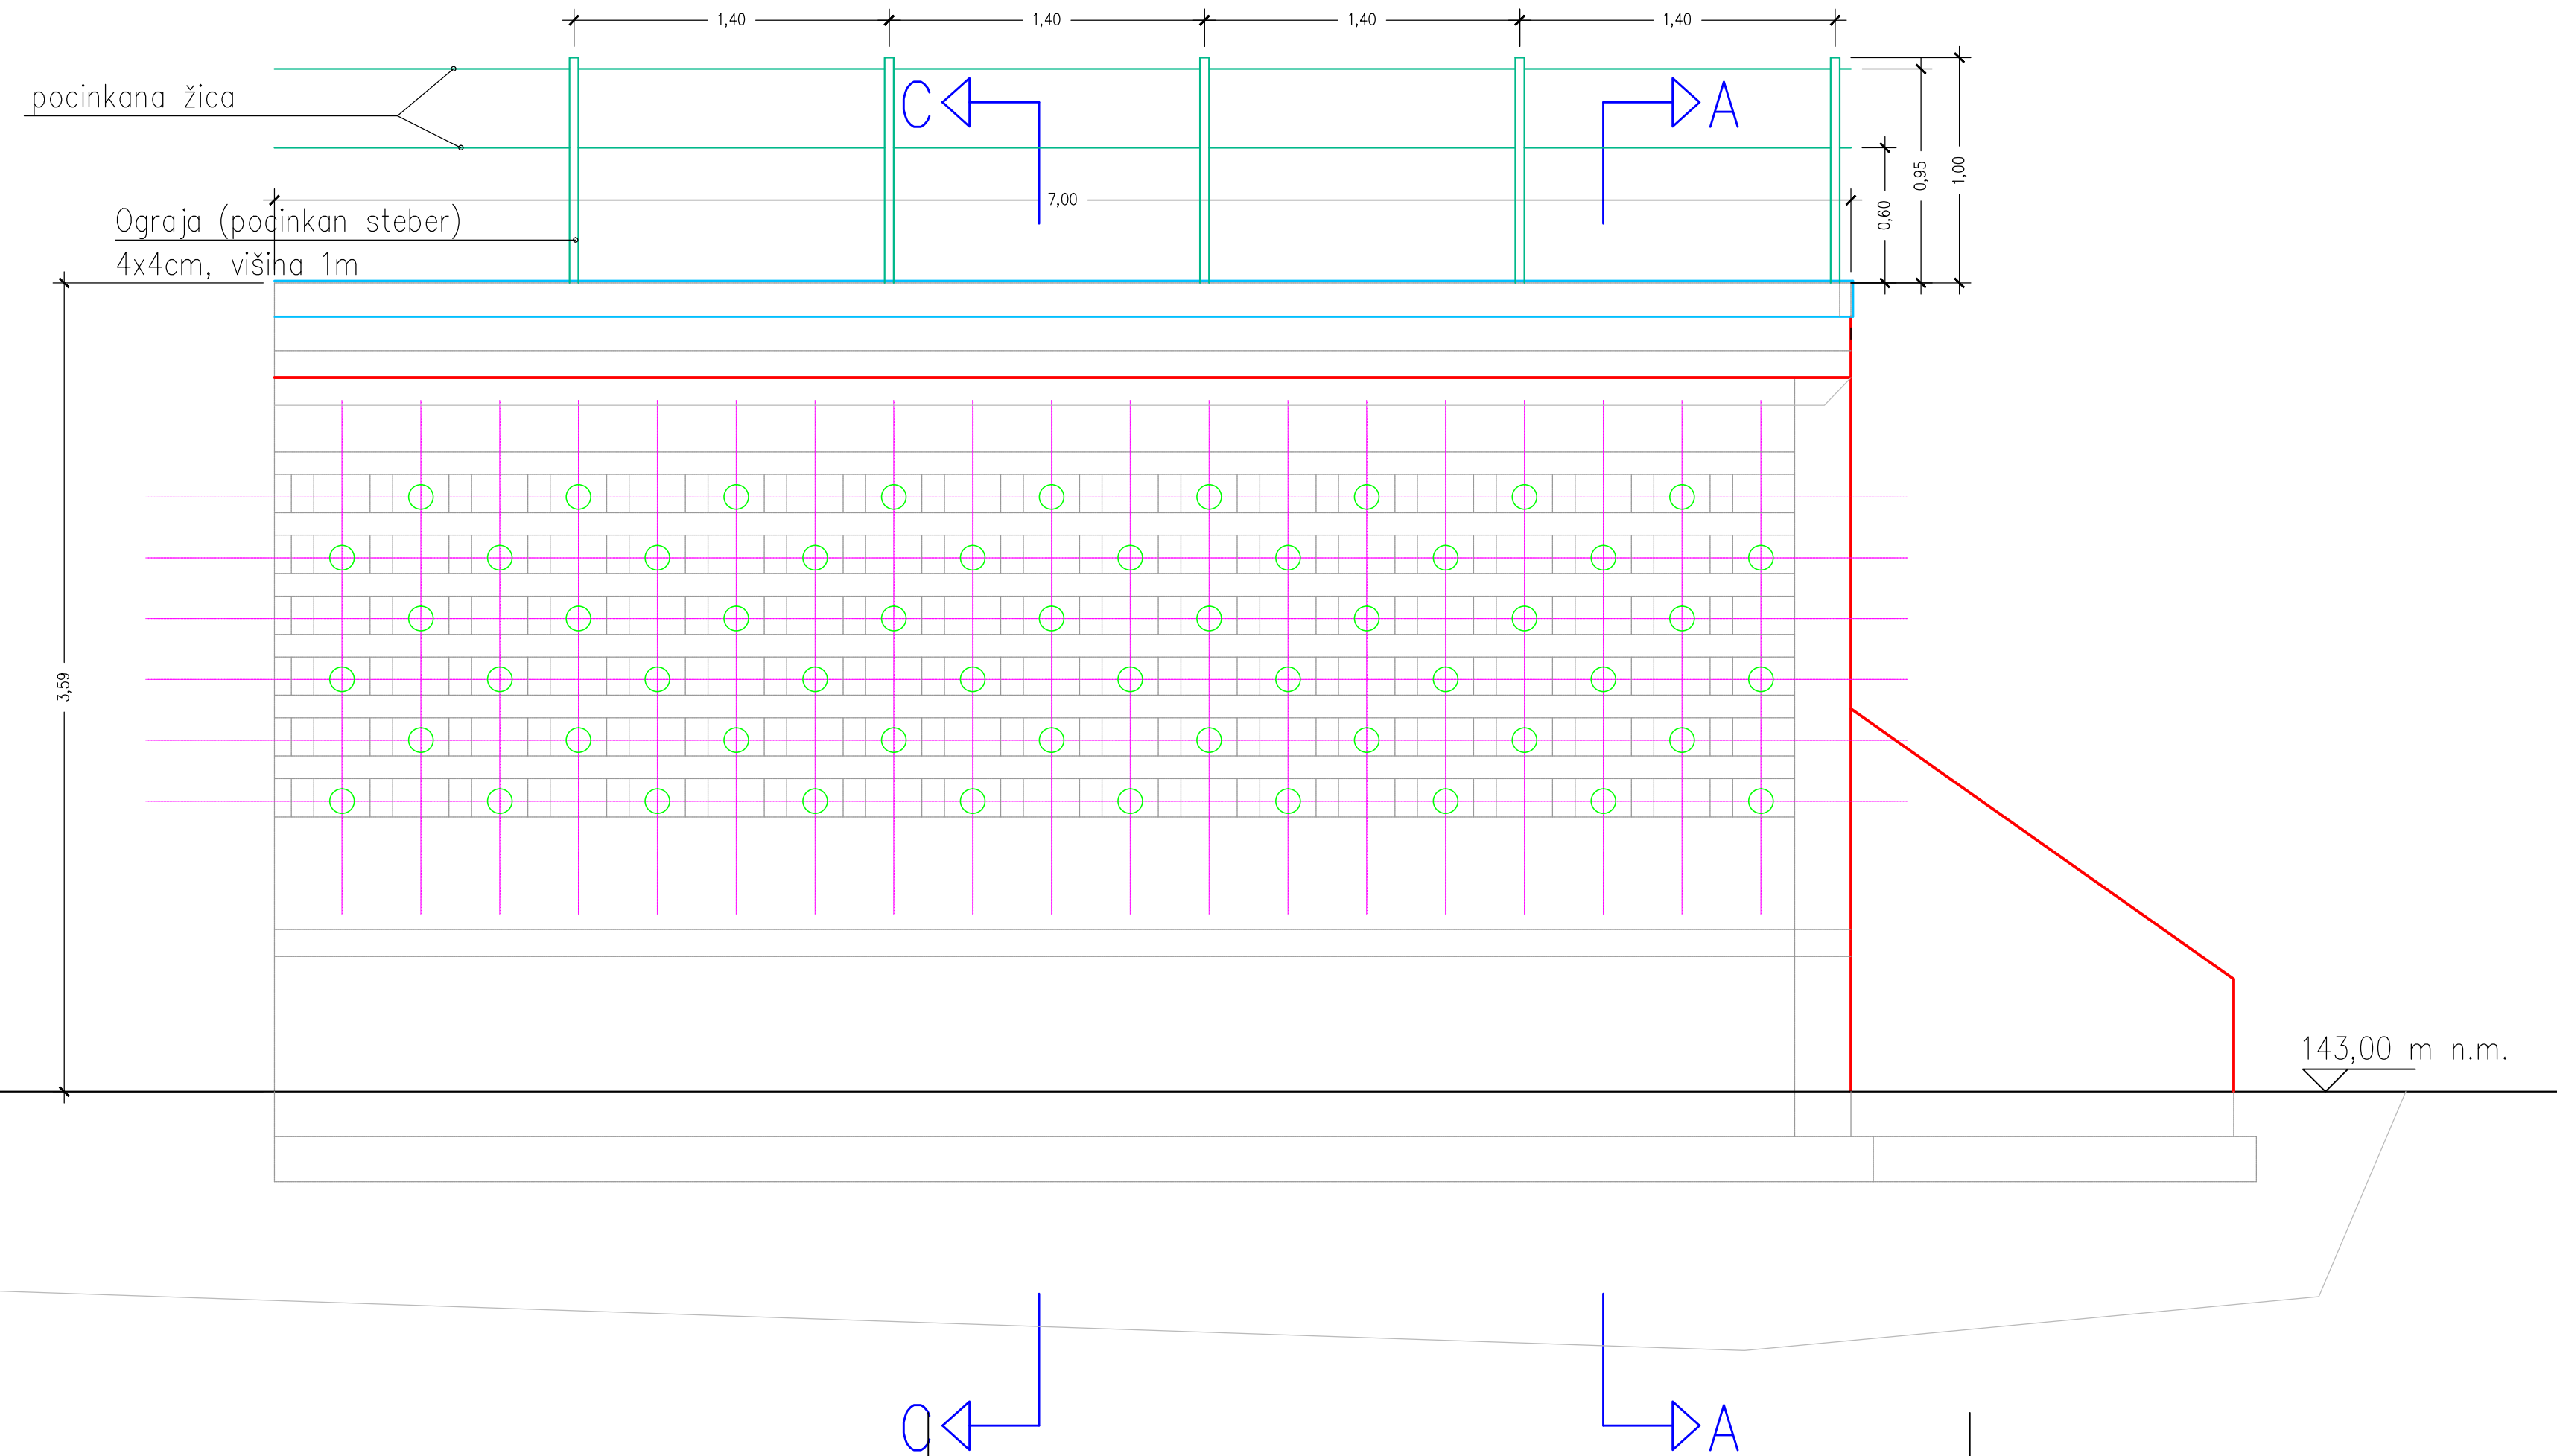 1,40
1,40
1,40
1,40
pocinkana žica
C
A
0,95
1,00
0,60
7,00
Ograja (pocinkan steber)
4x4cm, višiha 1m
3,59
143,00 m n.m.
C
A